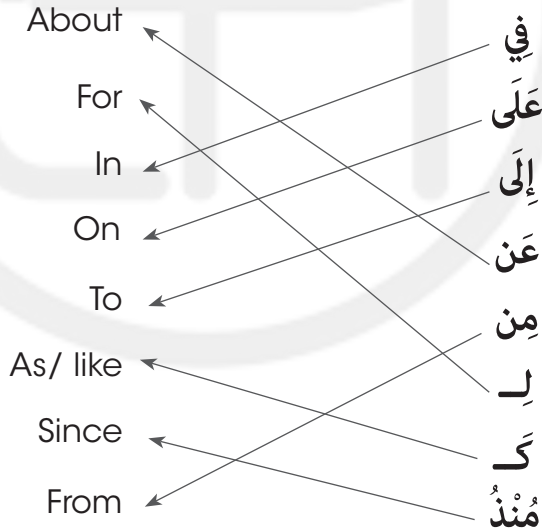 About
For
In
On
To
As/ like
Since
From
فِي
عَلَى
إِلَى
عَن
مِن
لِـ
كَـ
مُنْذُ